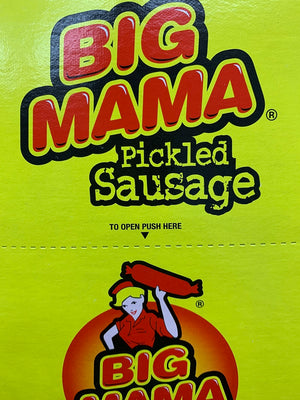 BIG
MAMA®
Pickled
Sausage
TO OPEN PUSH HERE
®
BIG
MAMA